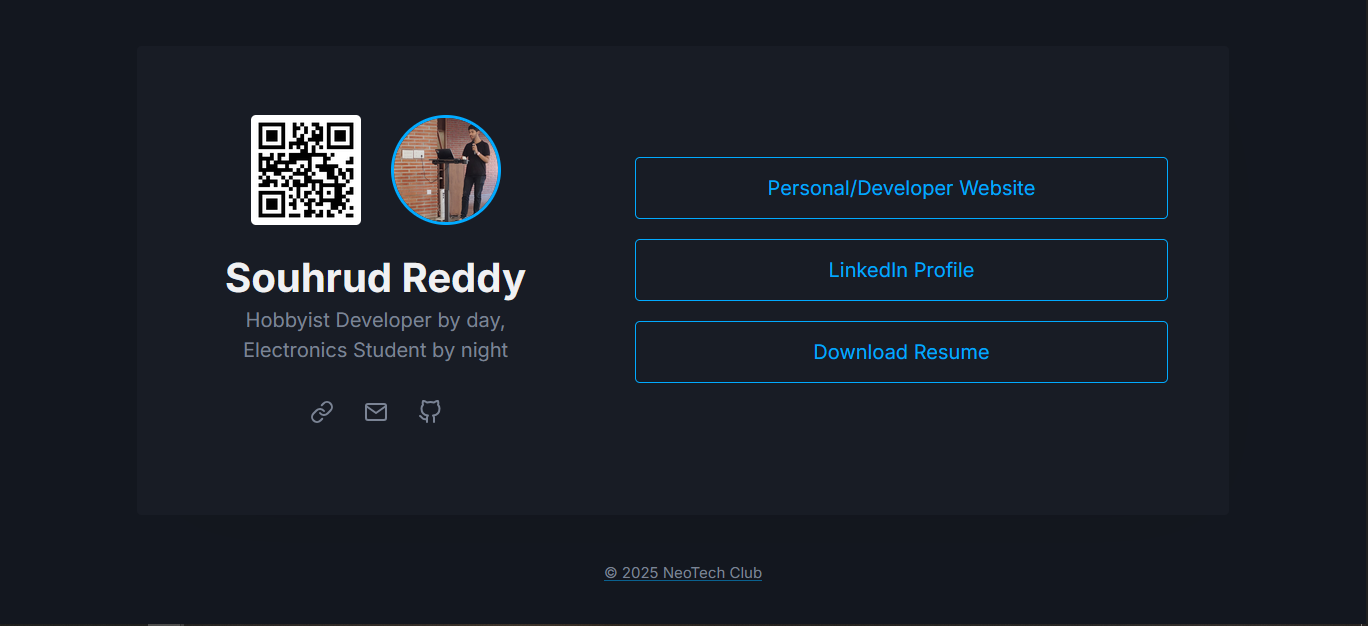 Souhrud Reddy
Hobbyist Developer by day,
Electronics Student by night
Personal/Developer Website
LinkedIn Profile
Download Resume
© 2025 NeoTech Club